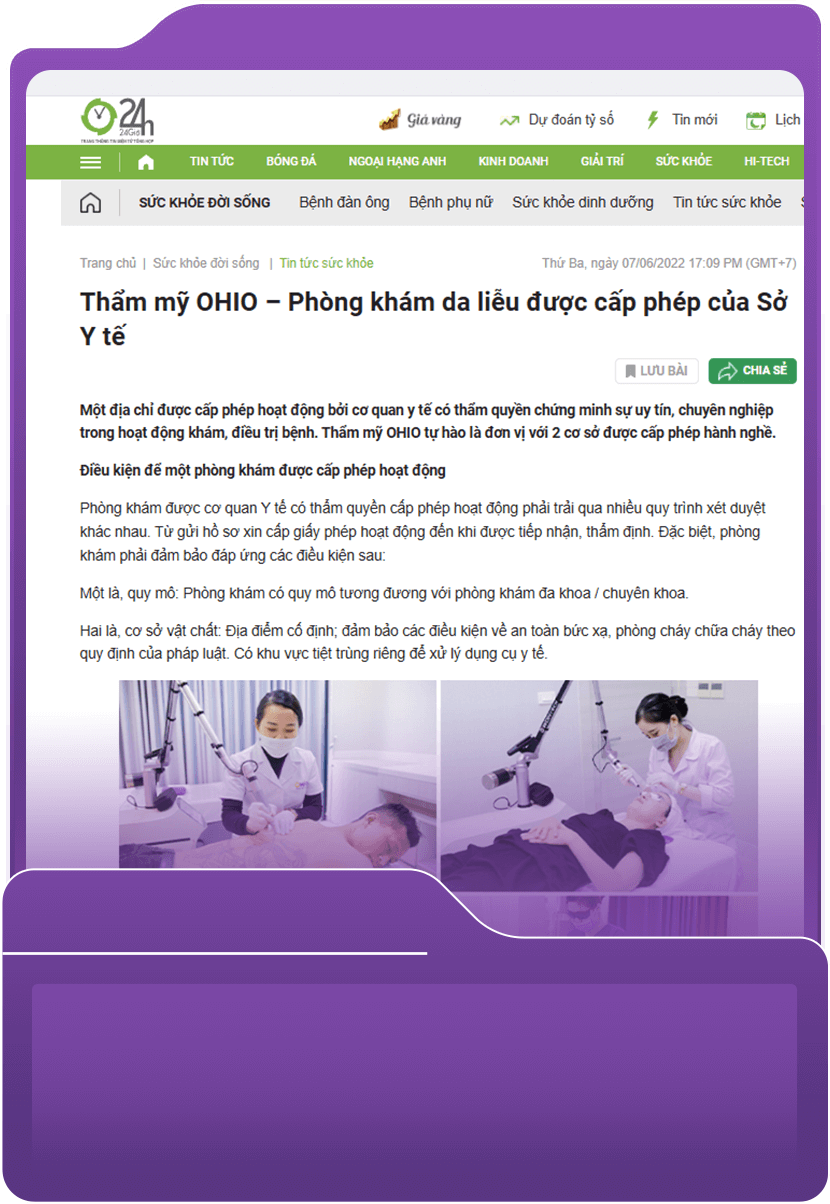 24h
24Giờ
TRANG THÔNG TIN ĐIỆN TỬ TỔNG HỢP
Giá vàng
Dự đoán tỷ số
Tin mới
Lịch
TIN TỨC
BÓNG ĐÁ
NGOẠI HẠNG ANH
KINH DOANH
GIẢI TRÍ
SỨC KHỎE
HI-TECH
SỨC KHỎE ĐỜI SỐNG
Bệnh đàn ông
Bệnh phụ nữ
Sức khỏe dinh dưỡng
Tin tức sức khỏe
Trang chủ | Sức khỏe đời sống | Tin tức sức khỏe
Thứ Ba, ngày 07/06/2022 17:09 PM (GMT+7)
Thẩm mỹ OHIO – Phòng khám da liễu được cấp phép của Sở
Y tế
LƯU BÀI
CHIA SẺ
Một địa chỉ được cấp phép hoạt động bởi cơ quan y tế có thẩm quyền chứng minh sự uy tín, chuyên nghiệp
trong hoạt động khám, điều trị bệnh. Thẩm mỹ OHIO tự hào là đơn vị với 2 cơ sở được cấp phép hành nghề.
Điều kiện để một phòng khám được cấp phép hoạt động
Phòng khám được cơ quan Y tế có thẩm quyền cấp phép hoạt động phải trải qua nhiều quy trình xét duyệt
khác nhau. Từ gửi hồ sơ xin cấp giấy phép hoạt động đến khi được tiếp nhận, thẩm định. Đặc biệt, phòng
khám phải đảm bảo đáp ứng các điều kiện sau:
Một là, quy mô: Phòng khám có quy mô tương đương với phòng khám đa khoa / chuyên khoa.
Hai là, cơ sở vật chất: Địa điểm cố định; đảm bảo các điều kiện về an toàn bức xạ, phòng cháy chữa cháy theo
quy định của pháp luật. Có khu vực tiệt trùng riêng để xử lý dụng cụ y tế.